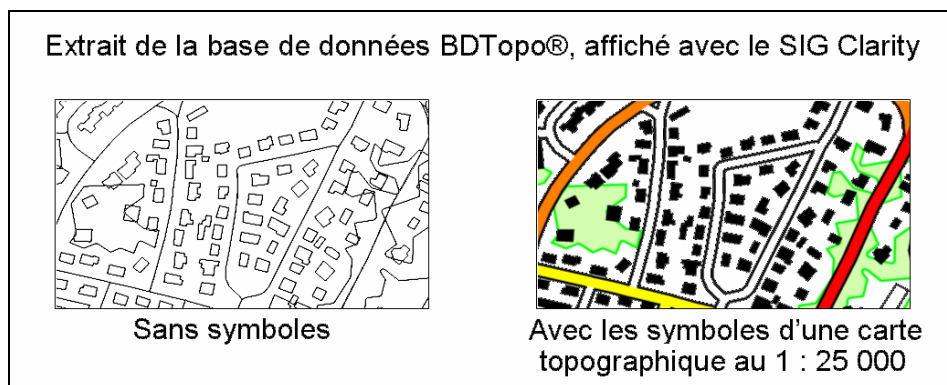 Extrait de la base de données BDTopo®, affiché avec le SIG Clarity
Sans symboles
Avec les symboles d'une carte
topographique au 1 : 25 000